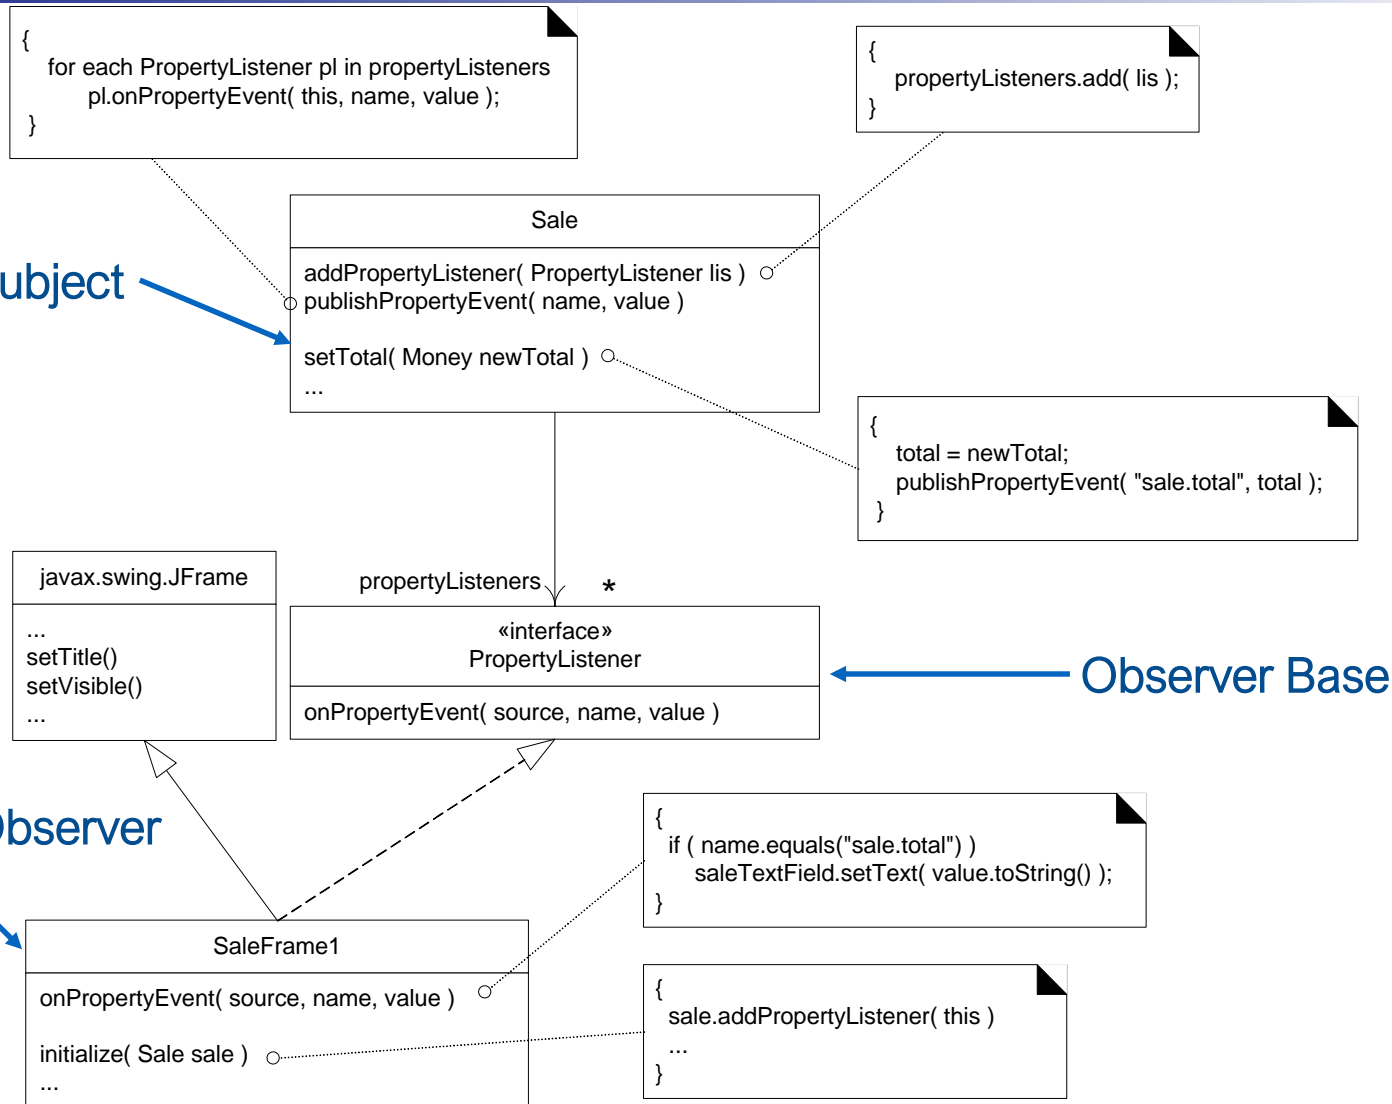 {
for each PropertyListener pl in propertyListeners
pl.onPropertyEvent( this, name, value );
}
{
propertyListeners.add( lis );
}
Sale
addPropertyListener( PropertyListener lis )
publishPropertyEvent( name, value )
setTotal( Money newTotal )
...
ubject
{
total = newTotal;
publishPropertyEvent( "sale.total", total );
}
javax.swing.JFrame
...
setTitle()
setVisible()
...
propertyListeners
*
«interface»
PropertyListener
onPropertyEvent( source, name, value )
Observer Base
Observer
{
if ( name.equals("sale.total") )
saleTextField.setText( value.toString() );
}
SaleFrame1
onPropertyEvent( source, name, value )
initialize( Sale sale )
...
{
sale.addPropertyListener( this )
...
}